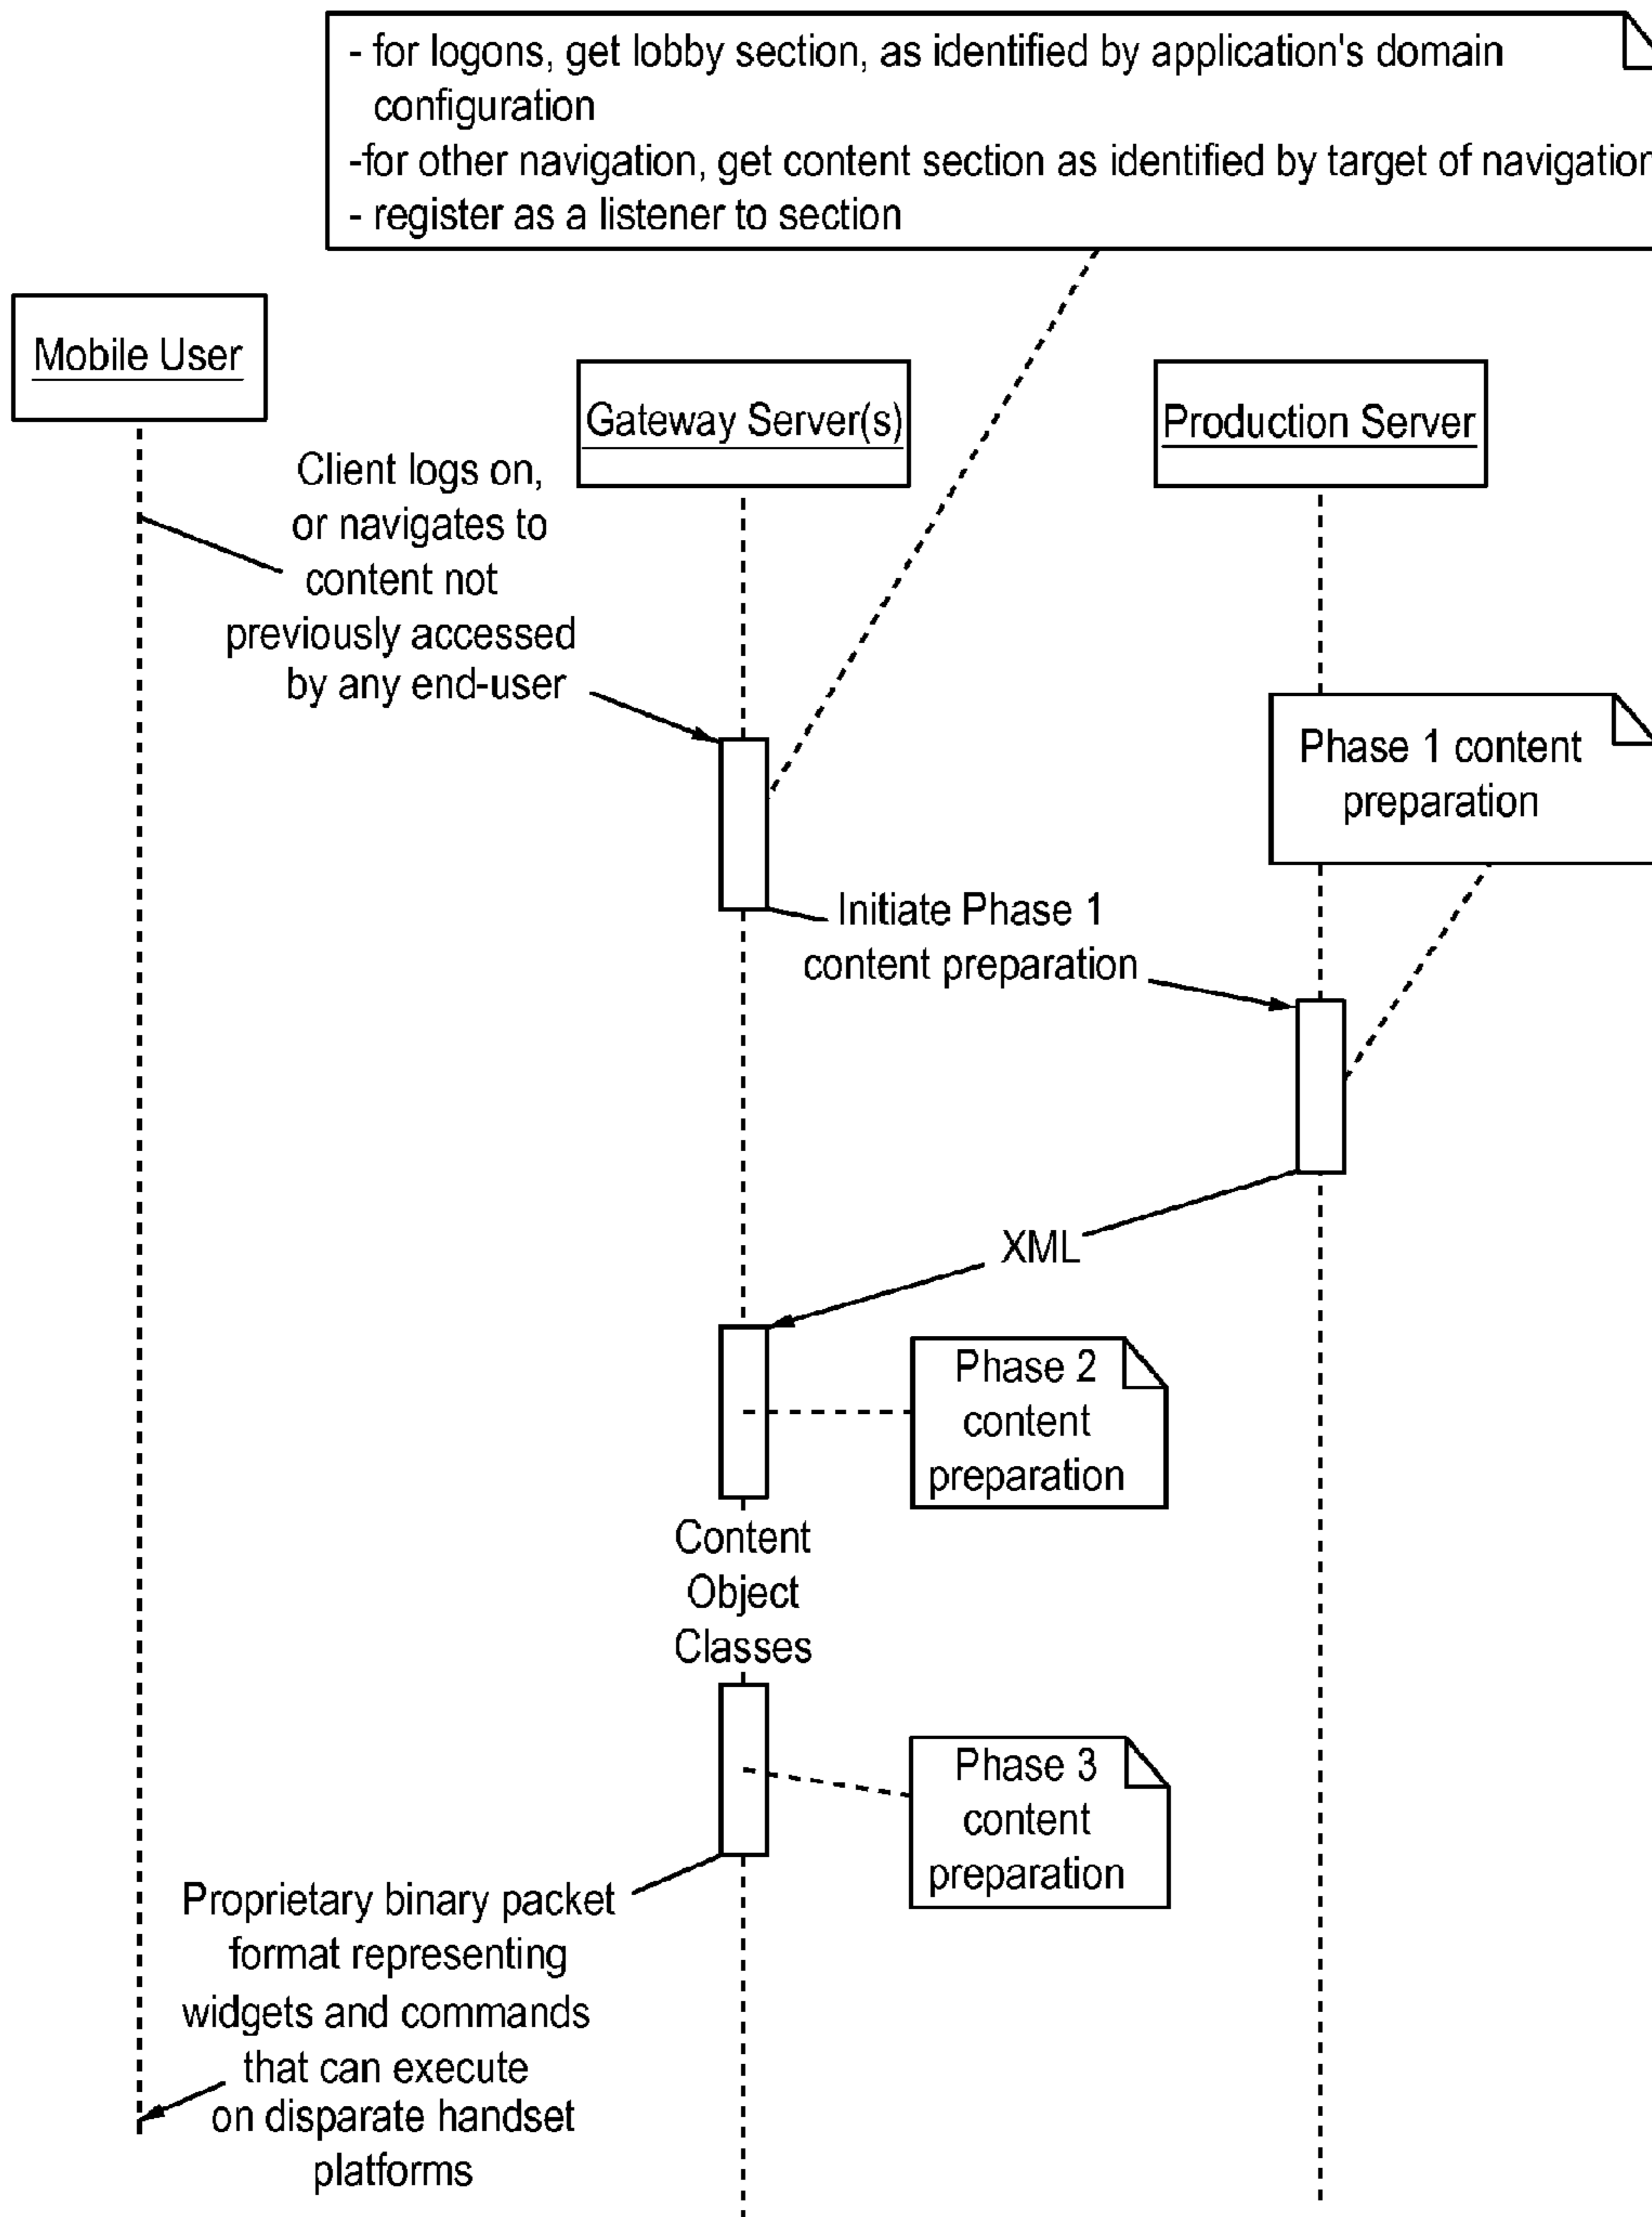 - for logons, get lobby section, as identified by application's domain
configuration
-for other navigation, get content section as identified by target of navigation
- register as a listener to section
Mobile User
Gateway Server(s)
Production Server
Client logs on,
or navigates to
content not
previously accessed
by any end-user
Phase 1 content
preparation
Initiate Phase 1
content preparation
XML
Phase 2
content
preparation
Content
Object
Classes
Phase 3
content
preparation
Proprietary binary packet
format representing
widgets and commands
that can execute
on disparate handset
platforms